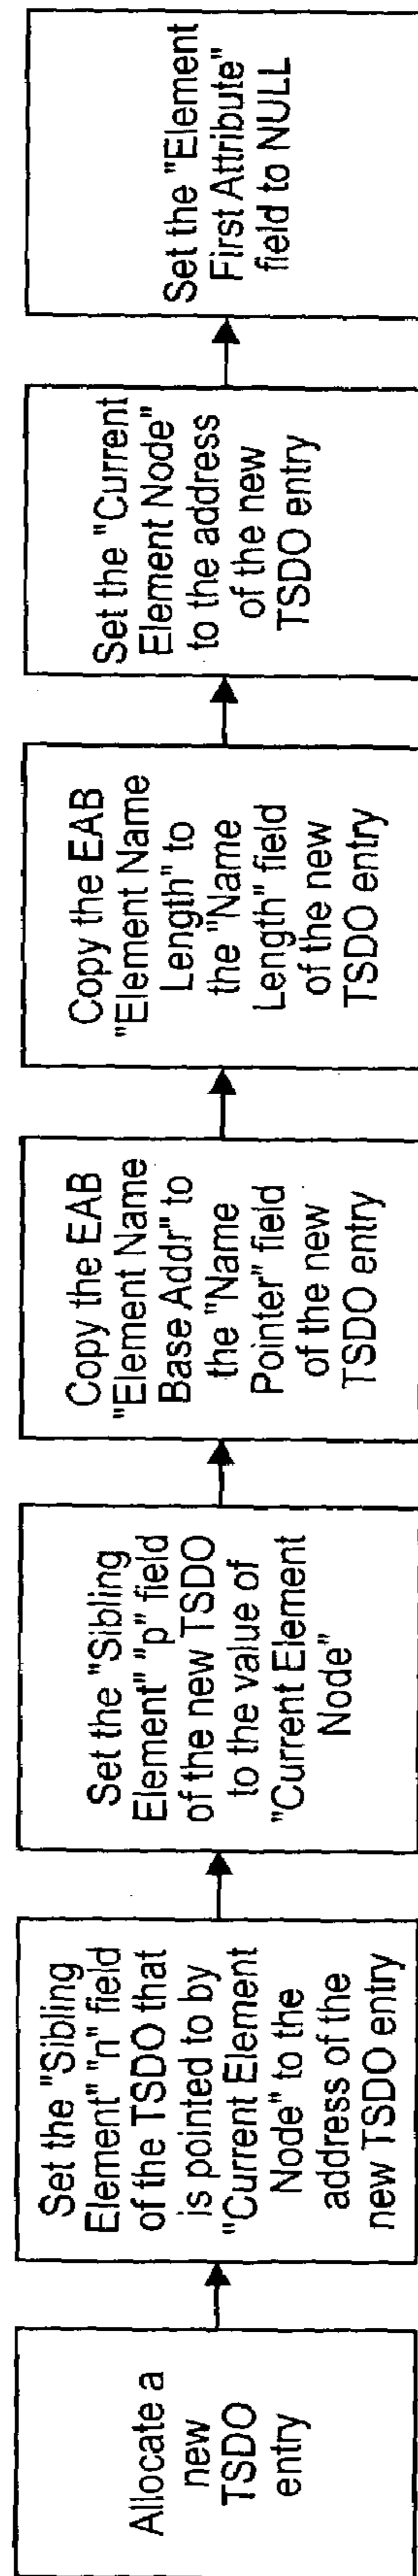 Allocate a
new
TSDO
entry
Set the "Sibling
Element" "n" field
of the TSDO that
is pointed to by
"Current Element
Node" to the
address of the
new TSDO entry
Set the "Sibling
Element" "p" field
of the new TSDO
to the value of
"Current Element
Node"
Copy the EAB
"Element Name
Base Addr" to
the "Name
Pointer" field
of the new
TSDO entry
Copy the EAB
"Element Name
Length" to
the "Name
Length" field
of the new
TSDO entry
Set the "Current
Element Node"
to the address
of the new
TSDO entry
Set the "Element
First Attribute"
field to NULL